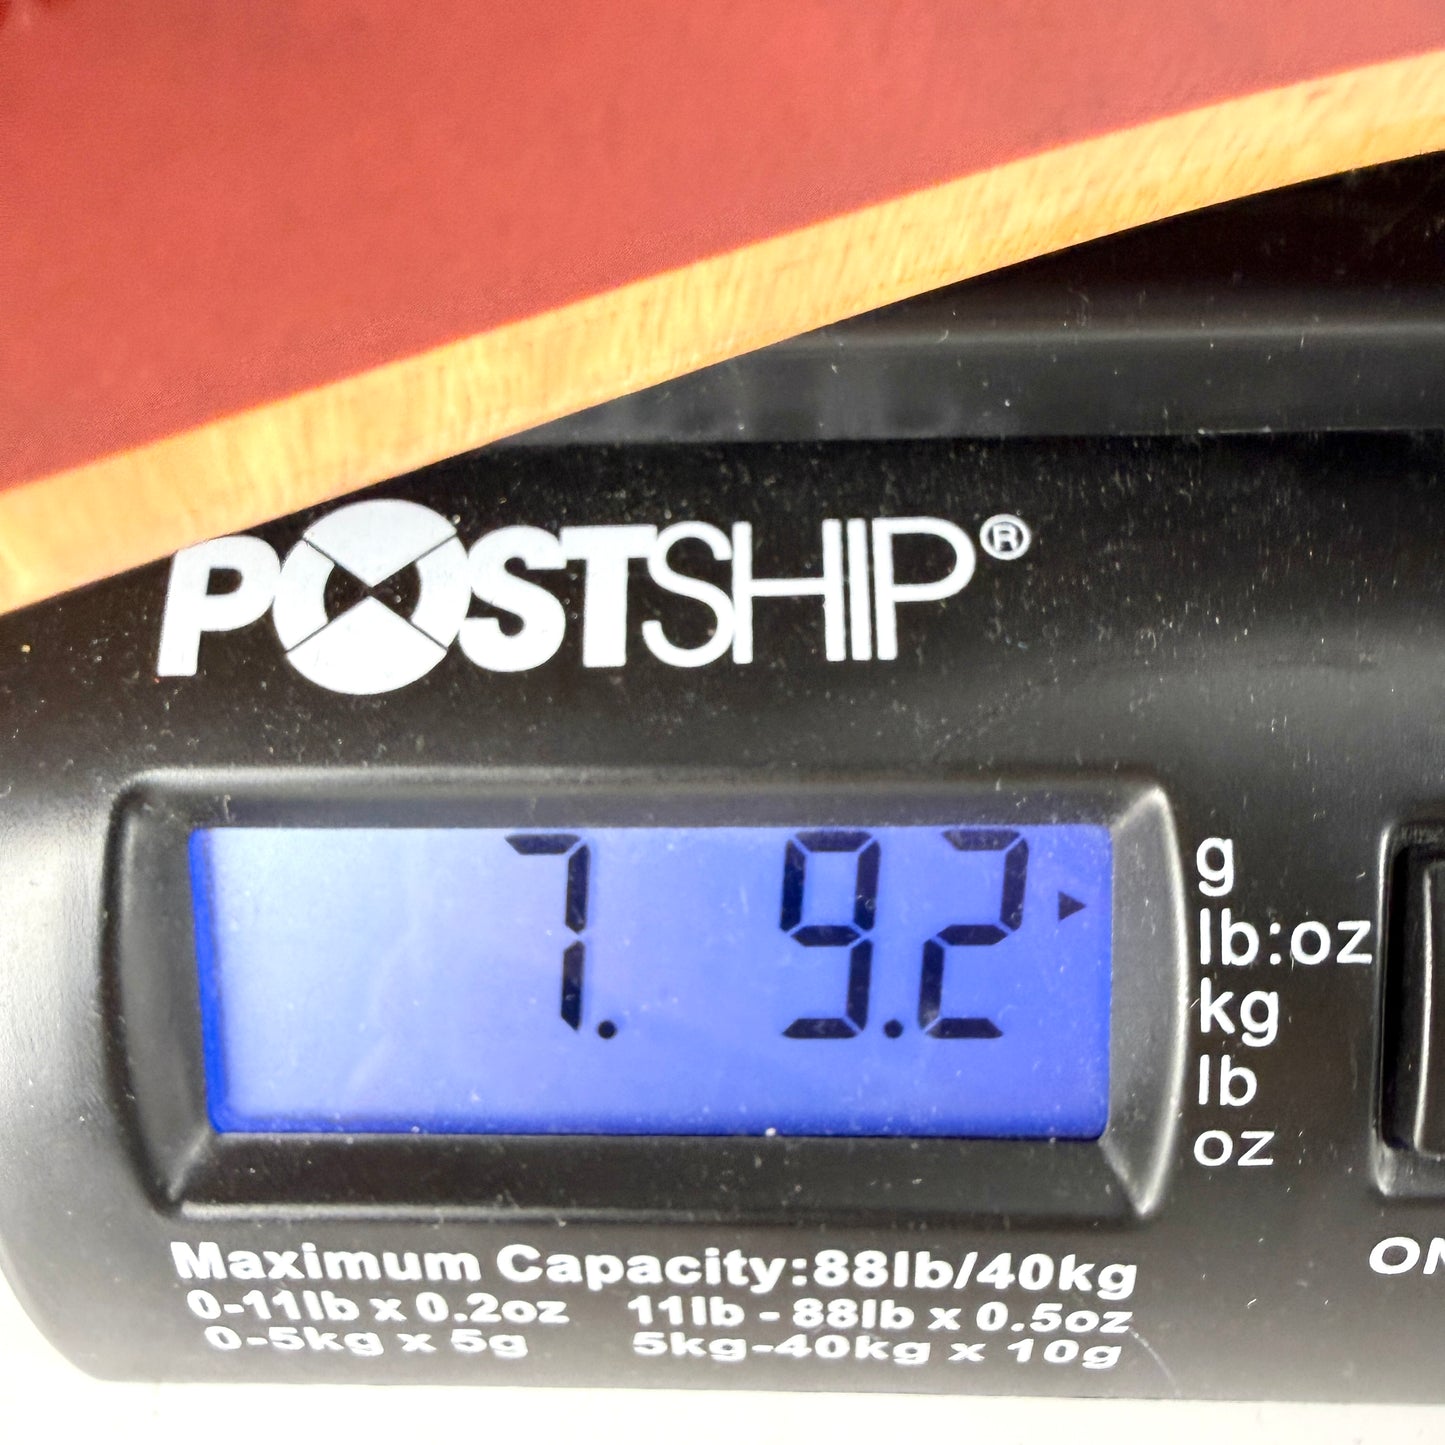 POSTSHIP®
7. 9.2
g
lb:oz
kg
lb
oz
Maximum Capacity:88lb/40kg
0-11lb x 0.2oz 11lb - 88lb x 0.5oz
0-5kg x 5g 5kg-40kg x 10g
ON